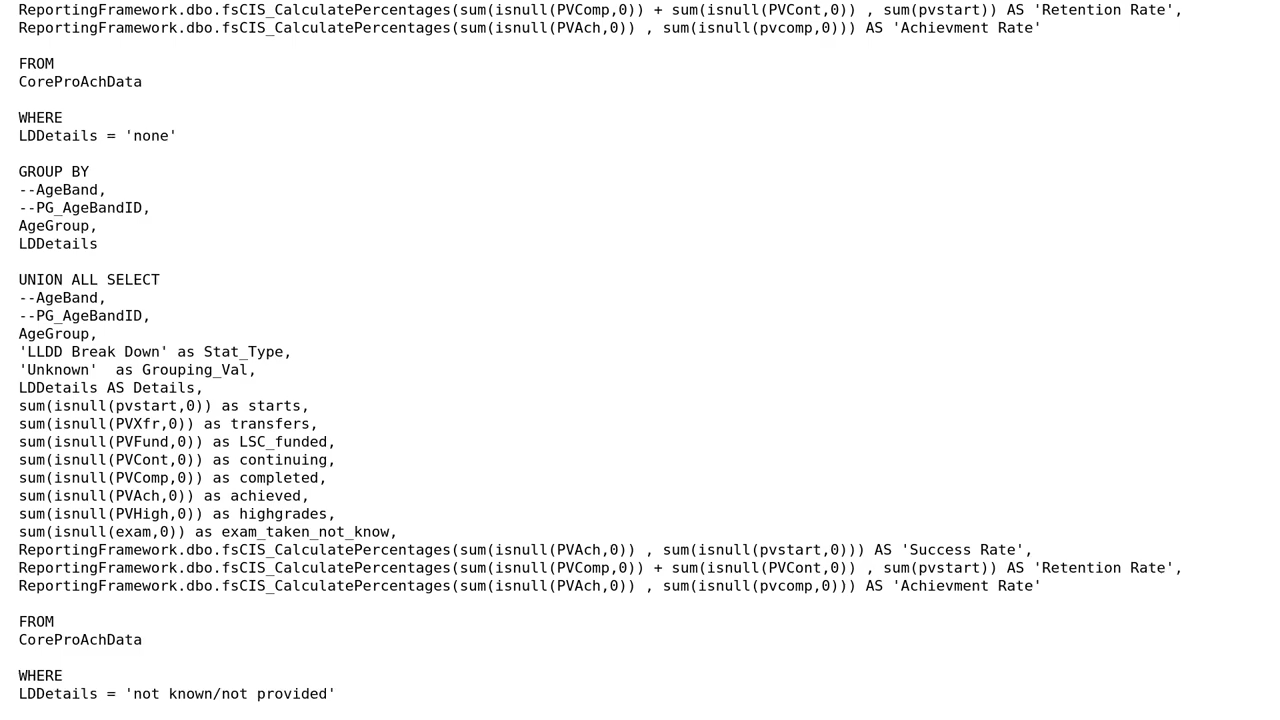 ReportingFramework.dbo.fsCIS_CalculatePercentages(sum(isnull(PVComp,0)) + sum(isnull(PVCont,0)) , sum(pvstart)) AS 'Retention Rate',
ReportingFramework.dbo.fsCIS_CalculatePercentages(sum(isnull(PVAch,0)) , sum(isnull(pvcomp,0))) AS 'Achievment Rate'
FROM
CoreProAchData
WHERE
LDDetails = 'none'
GROUP BY
--AgeBand,
--PG_AgeBandID,
AgeGroup,
LDDetails
UNION ALL SELECT
--AgeBand,
--PG_AgeBandID,
AgeGroup,
'LLDD Break Down' as Stat_Type,
'Unknown'  as Grouping_Val,
LDDetails AS Details,
sum(isnull(pvstart,0)) as starts,
sum(isnull(PVXfr,0)) as transfers,
sum(isnull(PVFund,0)) as LSC_funded,
sum(isnull(PVCont,0)) as continuing,
sum(isnull(PVComp,0)) as completed,
sum(isnull(PVAch,0)) as achieved,
sum(isnull(PVHigh,0)) as highgrades,
sum(isnull(exam,0)) as exam_taken_not_know,
ReportingFramework.dbo.fsCIS_CalculatePercentages(sum(isnull(PVAch,0)) , sum(isnull(pvstart,0))) AS 'Success Rate',
ReportingFramework.dbo.fsCIS_CalculatePercentages(sum(isnull(PVComp,0)) + sum(isnull(PVCont,0)) , sum(pvstart)) AS 'Retention Rate',
ReportingFramework.dbo.fsCIS_CalculatePercentages(sum(isnull(PVAch,0)) , sum(isnull(pvcomp,0))) AS 'Achievment Rate'
FROM
CoreProAchData
WHERE
LDDetails = 'not known/not provided'